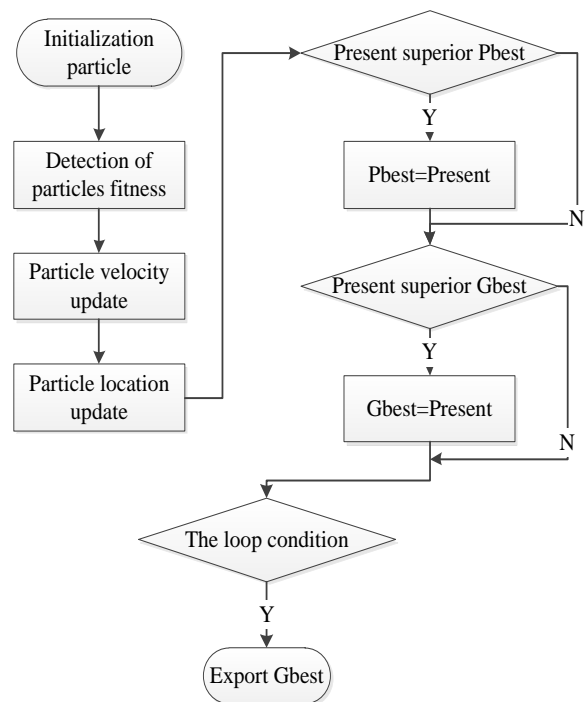 Initialization
particle
Detection of
particles fitness
Particle velocity
update
Particle location
update
Present superior Pbest
Y
Pbest=Present
N
Present superior Gbest
Y
Gbest=Present
N
The loop condition
Y
Export Gbest